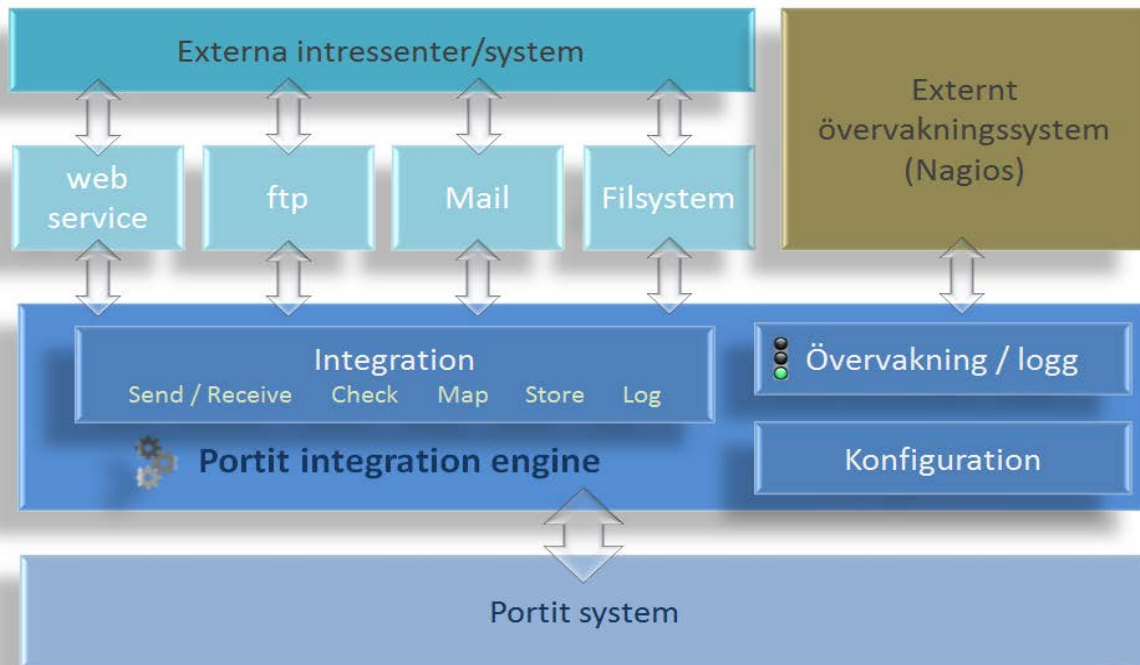 Externa intressenter/system
Externt
övervakningssystem
(Nagios)
web
service
ftp
Mail
Filsystem
Integration
Send / Receive Check Map Store Log
Övervakning / logg
Portit integration engine
Konfiguration
Portit system